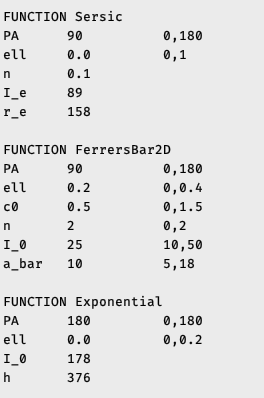 FUNCTION Sersic
PA 90 0,180
ell 0.0 0,1
n 0.1
I_e 89
r_e 158
FUNCTION FerrersBar2D
PA 90 0,180
ell 0.2 0,0.4
c0 0.5 0,1.5
n 2 0,2
I_0 25 10,50
a_bar 10 5,18
FUNCTION Exponential
PA 180 0,180
ell 0.0 0,0.2
I_0 178
h 376